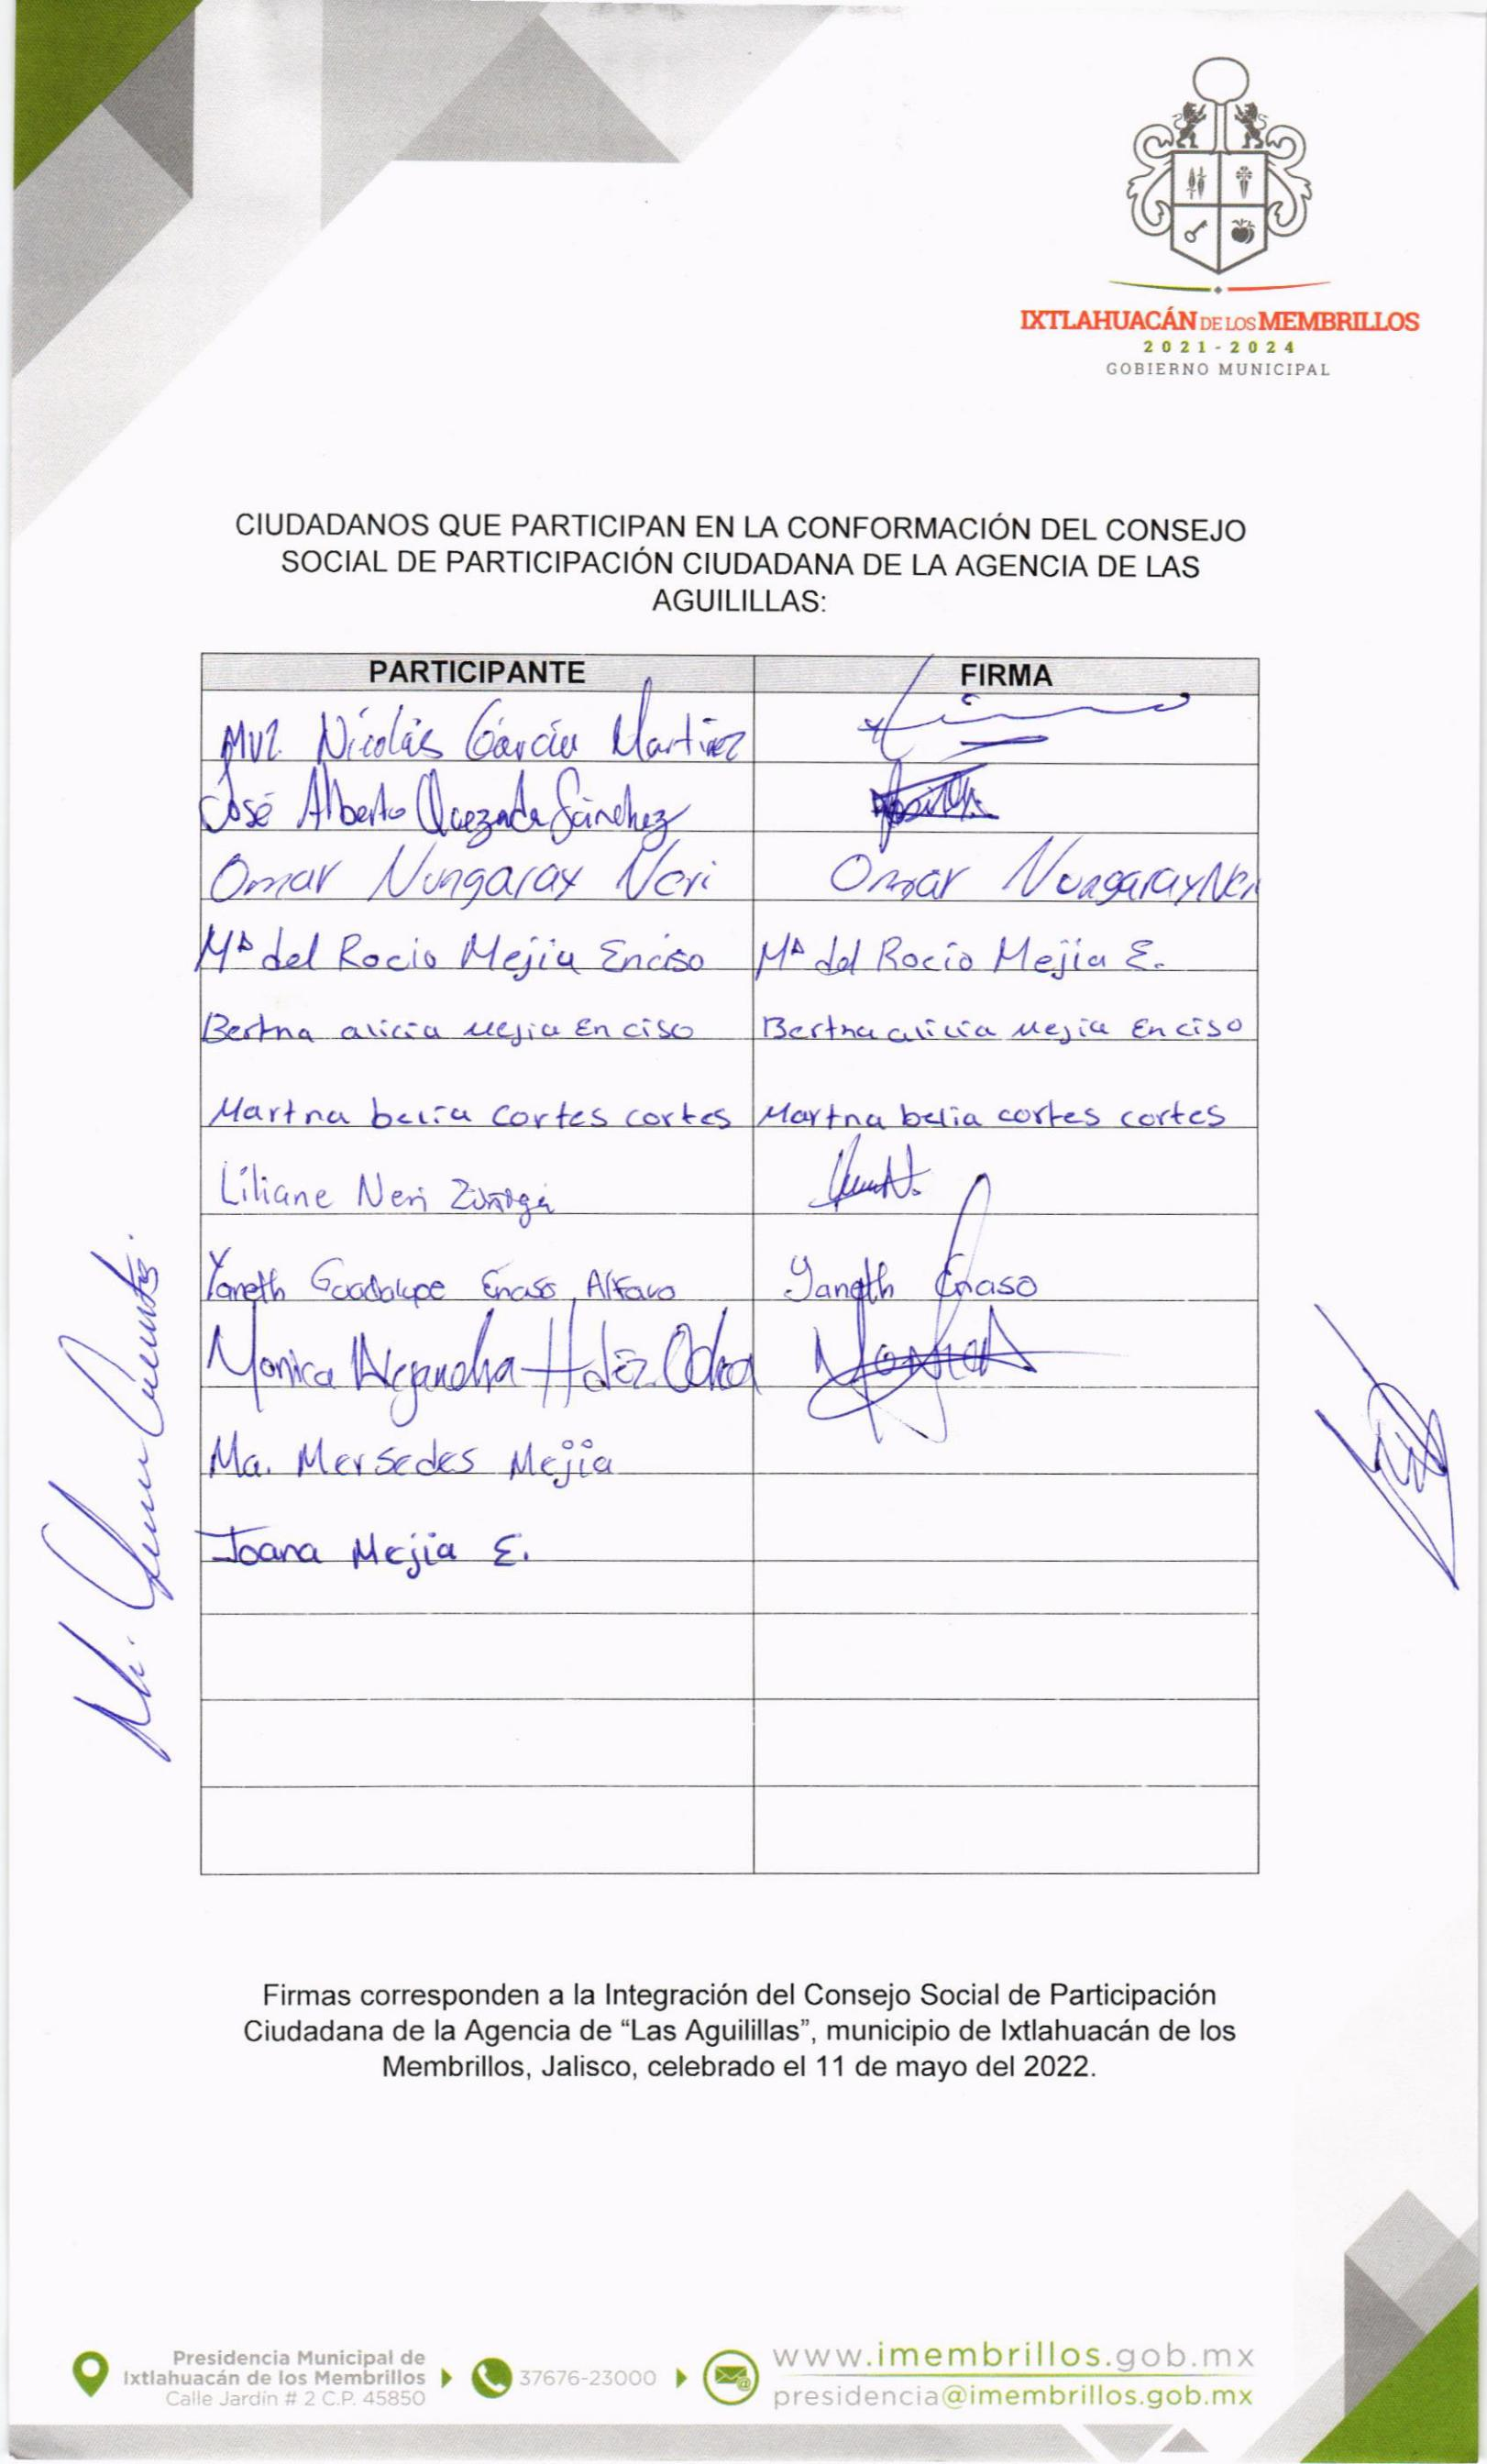 IXTLAHUACÁN DE LOS MEMBRILLOS
2021-2024
GOBIERNO MUNICIPAL
CIUDADANOS QUE PARTICIPAN EN LA CONFORMACIÓN DEL CONSEJO
SOCIAL DE PARTICIPACIÓN CIUDADANA DE LA AGENCIA DE LAS
AGUILILLAS:
PARTICIPANTE FIRMA
MVZ. Nicolás García Martínez
José Alberto Quezada Sánchez
Omar Nungaray Neri Omar Nungaray Neri
Ma del Rocio Mejia Enciso Ma del Rocio Mejia E.
Bertha alicia Mejia Enciso Bertha alicia Mejia Enciso
Martha belia cortes cortes Martha belia cortes cortes
Liliane Neri Zuñiga
Yaneth Guadalupe Enciso Alfaro Yaneth Enciso
Monica Alejandra Hdez. Ochoa
Ma. Mersedes Mejia
Joana Mejia E.
Firmas corresponden a la Integración del Consejo Social de Participación
Ciudadana de la Agencia de “Las Aguilillas”, municipio de Ixtlahuacán de los
Membrillos, Jalisco, celebrado el 11 de mayo del 2022.
Presidencia Municipal de
Ixtlahuacán de los Membrillos
Calle Jardín # 2 C.P. 45850
37676-23000
www.imembrillos.gob.mx
presidencia@imembrillos.gob.mx